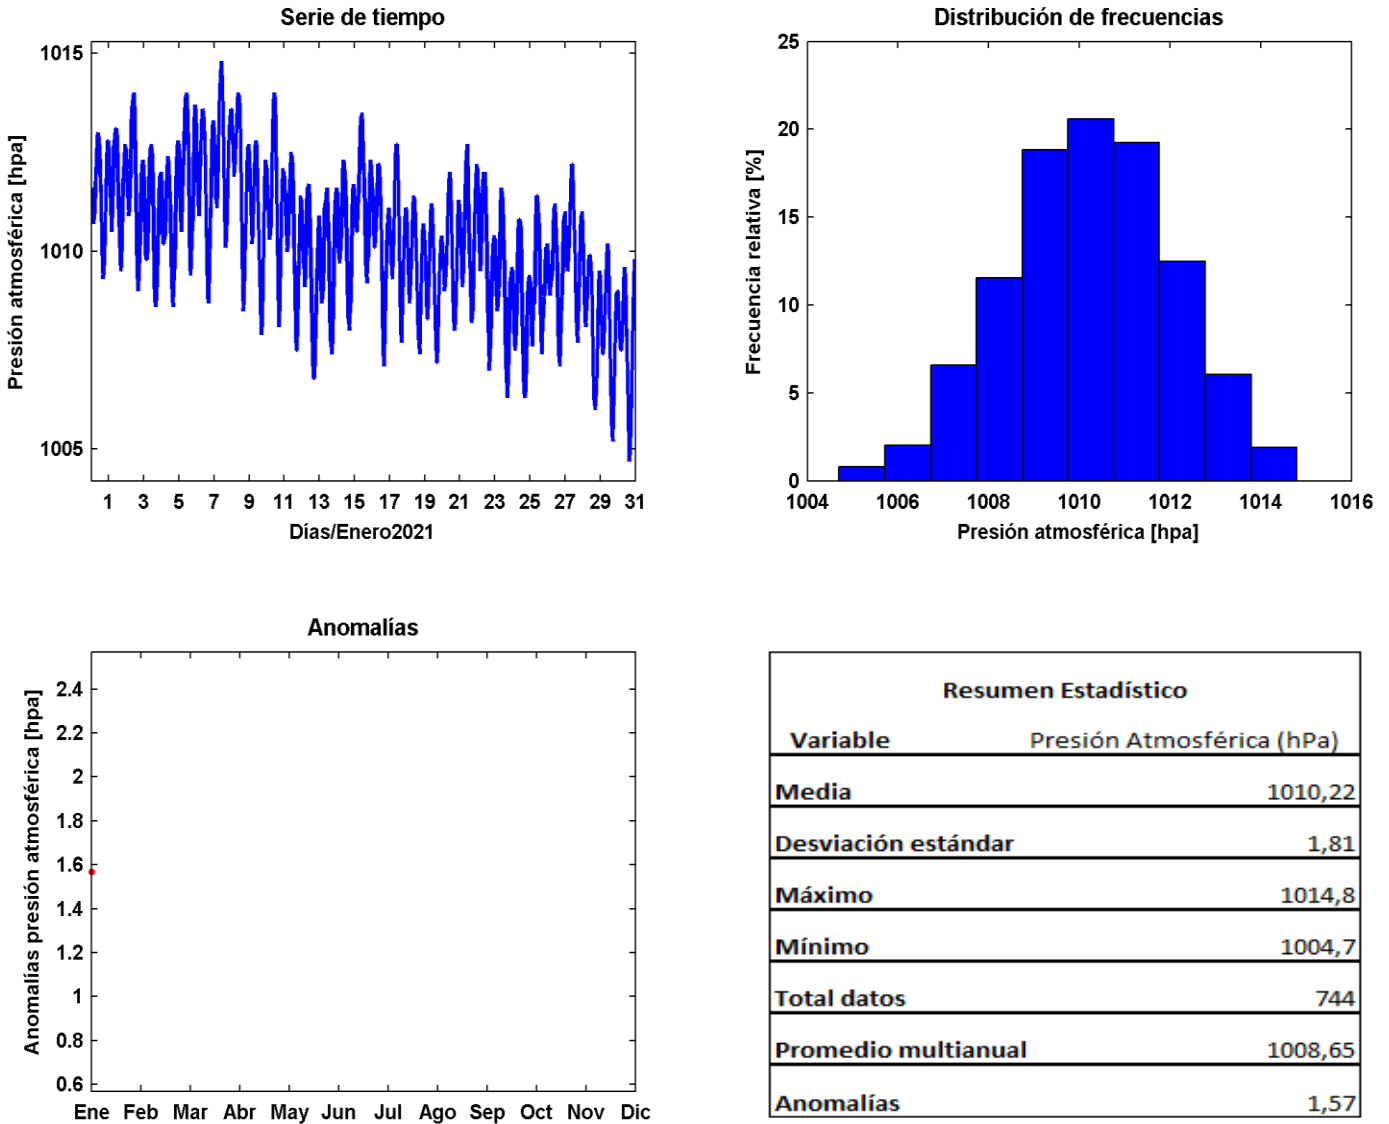 Serie de tiempo
Presión atmosférica [hpa]
1015
1010
1005
1 3 5 7 9 11 13 15 17 19 21 23 25 27 29 31
Días/Enero2021
Distribución de frecuencias
Frecuencia relativa [%]
25
20
15
10
5
0
1004 1006 1008 1010 1012 1014 1016
Presión atmosférica [hpa]
Anomalías
Anomalías presión atmosférica [hpa]
2.4
2.2
2
1.8
1.6
1.4
1.2
1
0.8
0.6
Ene Feb Mar Abr May Jun Jul Ago Sep Oct Nov Dic
Resumen Estadístico
Variable Presión Atmosférica (hPa)
Media 1010,22
Desviación estándar 1,81
Máximo 1014,8
Mínimo 1004,7
Total datos 744
Promedio multianual 1008,65
Anomalías 1,57